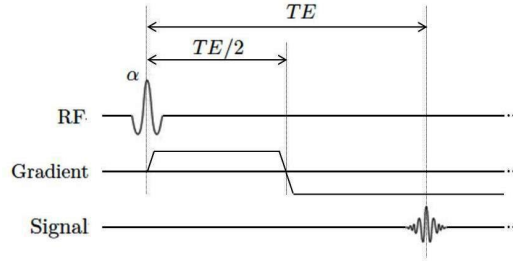 TE
TE/2
α
RF
Gradient
Signal